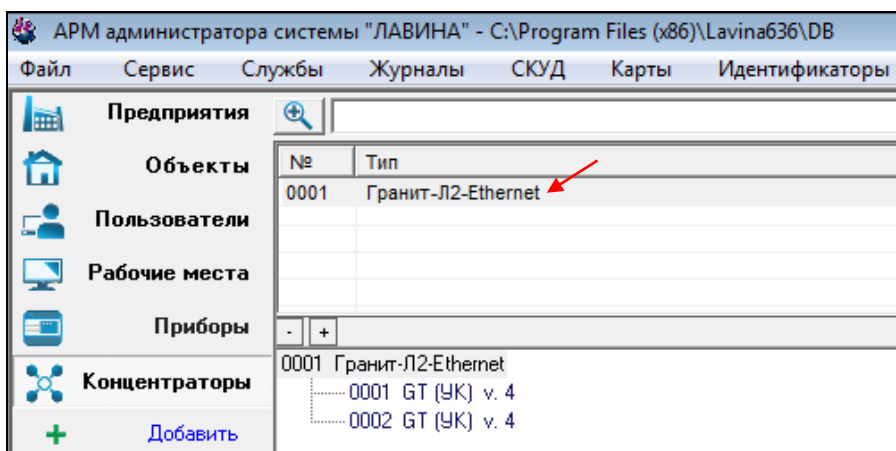 АРМ администратора системы "ЛАВИНА" - C:\Program Files (x86)\Lavina636\DB
Файл Сервис Службы Журналы СКУД Карты Идентификаторы
Предприятия
Объекты
Пользователи
Рабочие места
Приборы
Концентраторы
Добавить
№ Тип
0001 Гранит-Л2-Ethernet
- +
0001 Гранит-Л2-Ethernet
0001 GT (УК) v. 4
0002 GT (УК) v. 4